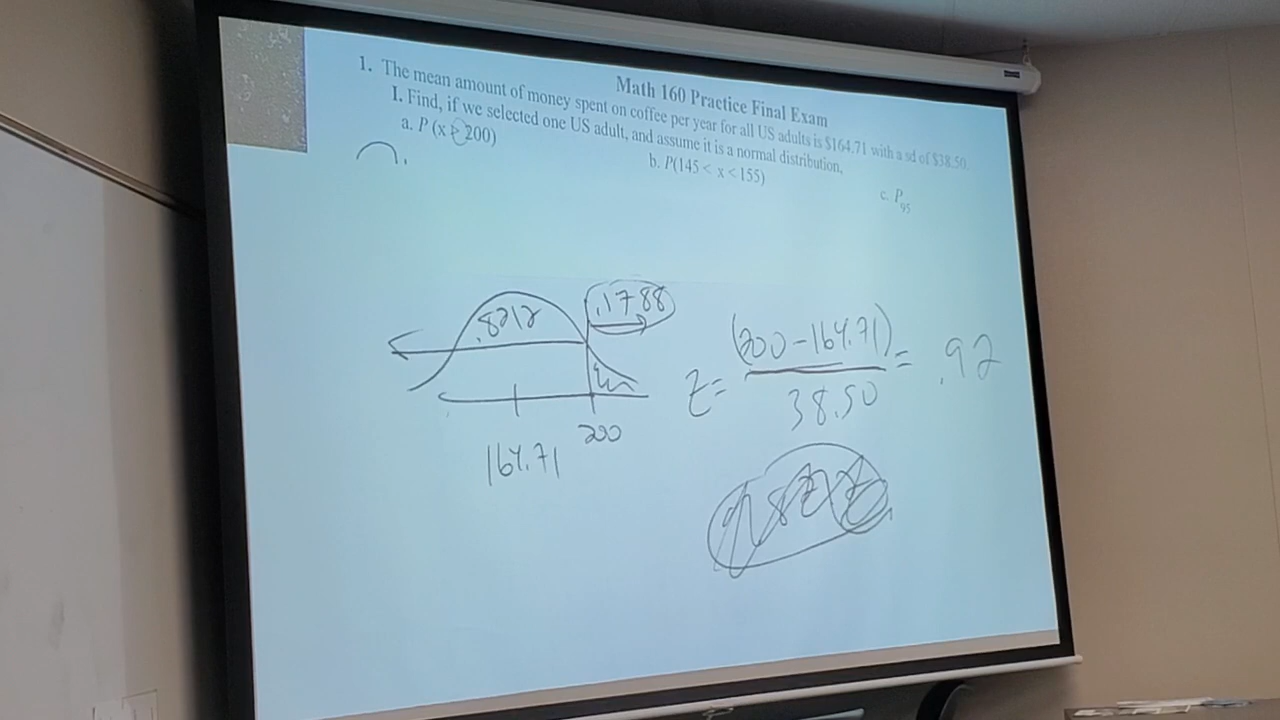 Math 160 Practice Final Exam
1. The mean amount of money spent on coffee per year for all US adults is $164.71 with a sd of $38.50.
I. Find, if we selected one US adult, and assume it is a normal distribution,
a. P (x > 200)
b. P(145 < x < 155)
c. P95
.8212
.1788
164.71
200
z = (200 - 164.71) / 38.50 = .92